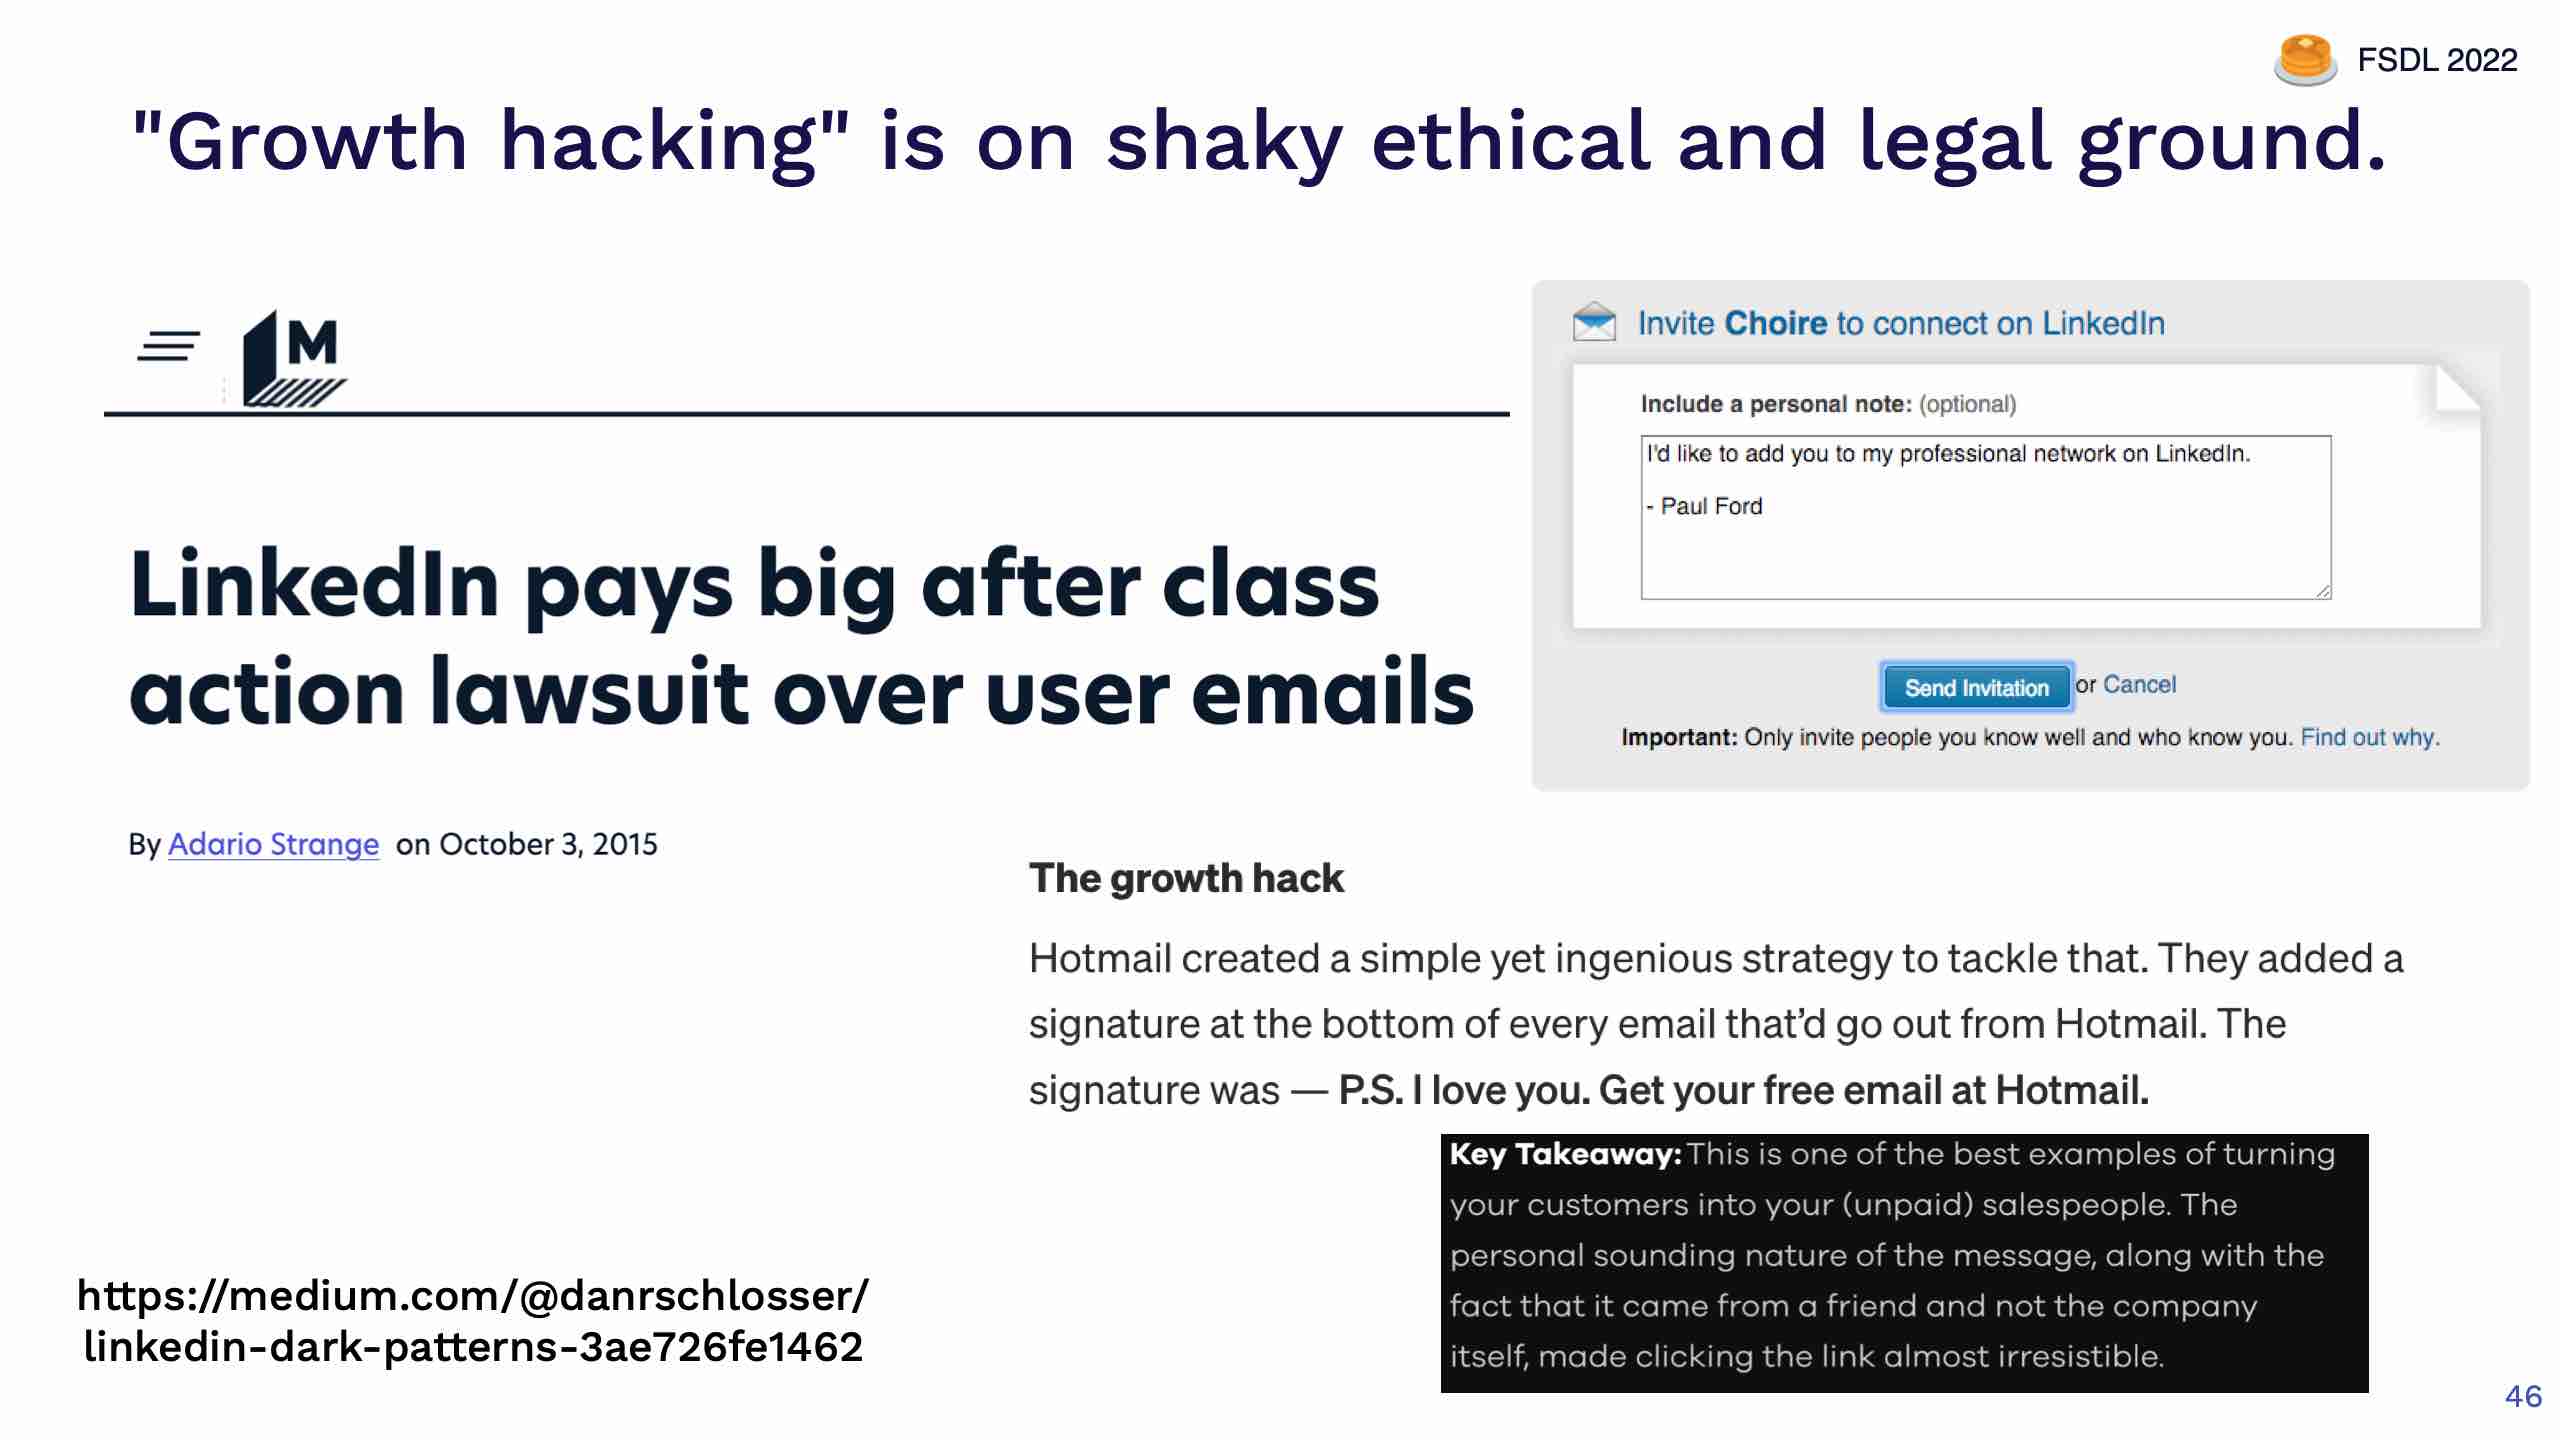 FSDL 2022
"Growth hacking" is on shaky ethical and legal ground.
M
LinkedIn pays big after class
action lawsuit over user emails
By Adario Strange on October 3, 2015
Invite Choire to connect on LinkedIn
Include a personal note: (optional)
I'd like to add you to my professional network on LinkedIn.
- Paul Ford
Send Invitation or Cancel
Important: Only invite people you know well and who know you. Find out why.
The growth hack
Hotmail created a simple yet ingenious strategy to tackle that. They added a
signature at the bottom of every email that’d go out from Hotmail. The
signature was — P.S. I love you. Get your free email at Hotmail.
Key Takeaway: This is one of the best examples of turning
your customers into your (unpaid) salespeople. The
personal sounding nature of the message, along with the
fact that it came from a friend and not the company
itself, made clicking the link almost irresistible.
https://medium.com/@danrschlosser/
linkedin-dark-patterns-3ae726fe1462
46